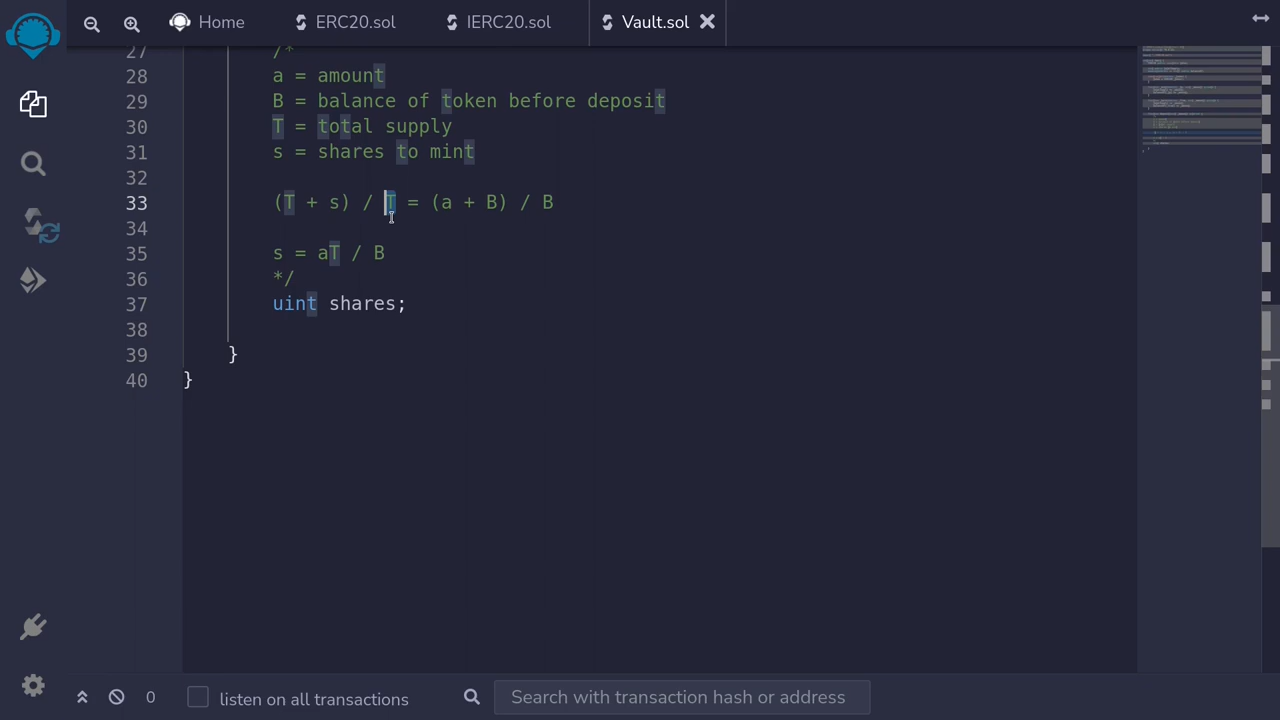 Home
ERC20.sol
IERC20.sol
Vault.sol
27 /*
28 a = amount
29 B = balance of token before deposit
30 T = total supply
31 s = shares to mint
32
33 (T + s) / T = (a + B) / B
34
35 s = aT / B
36 */
37 uint shares;
38
39 }
40 }
0
listen on all transactions
Search with transaction hash or address